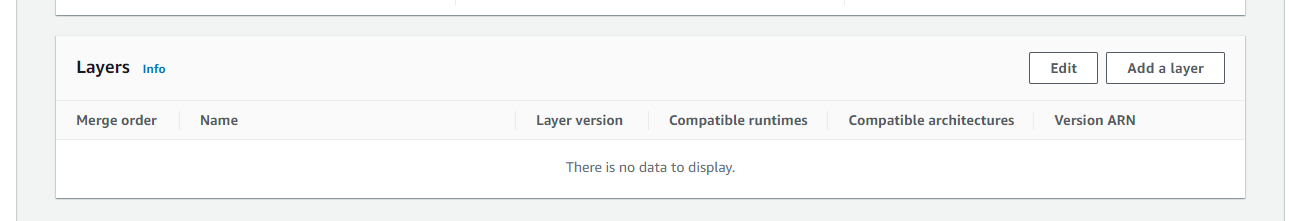 Layers Info Edit Add a layer
Merge order Name Layer version Compatible runtimes Compatible architectures Version ARN
There is no data to display.